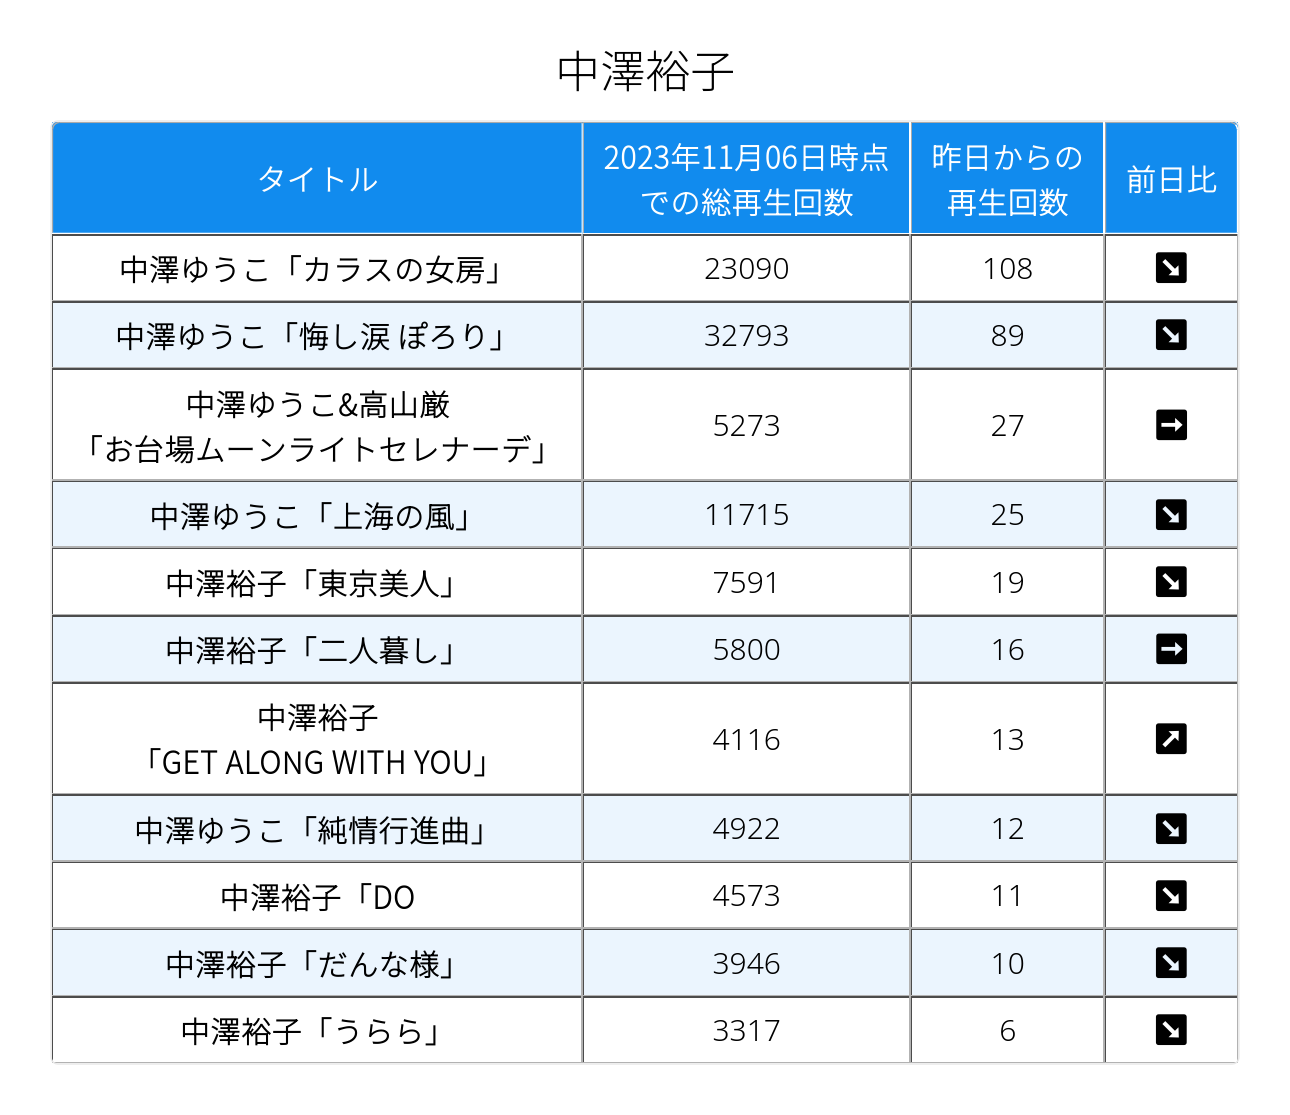 中澤裕子
タイトル
2023年11月06日時点
での総再生回数
昨日からの
再生回数
前日比
中澤ゆうこ「カラスの女房」 23090 108 ↘
中澤ゆうこ「悔し涙 ぽろり」 32793 89 ↘
中澤ゆうこ&高山厳
「お台場ムーンライトセレナーデ」 5273 27 →
中澤ゆうこ「上海の風」 11715 25 ↘
中澤裕子「東京美人」 7591 19 ↘
中澤裕子「二人暮し」 5800 16 →
中澤裕子
「GET ALONG WITH YOU」 4116 13 ↗
中澤ゆうこ「純情行進曲」 4922 12 ↘
中澤裕子「DO 4573 11 ↘
中澤裕子「だんな様」 3946 10 ↘
中澤裕子「うらら」 3317 6 ↘